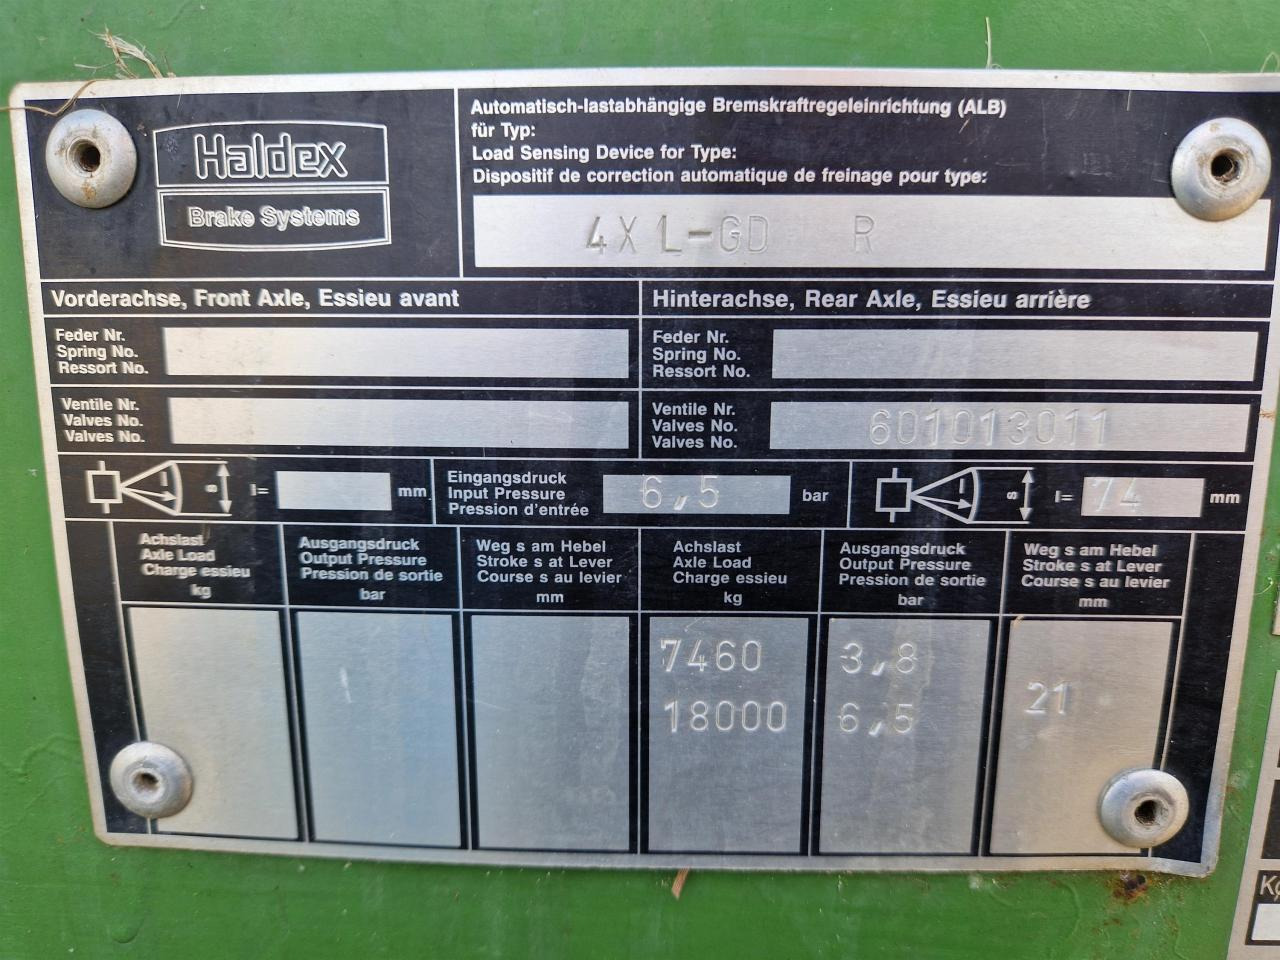 Haldex
Brake Systems
Automatisch-lastabhängige Bremskraftregeleinrichtung (ALB)
für Typ:
Load Sensing Device for Type:
Dispositif de correction automatique de freinage pour type:
4XL-GD R
Vorderachse, Front Axle, Essieu avant
Hinterachse, Rear Axle, Essieu arrière
Feder Nr.
Spring No.
Ressort No.
Feder Nr.
Spring No.
Ressort No.
Ventile Nr.
Valves No.
Valves No.
Ventile Nr.
Valves No.
Valves No.
601013011
s
l=
mm
Eingangsdruck
Input Pressure
Pression d'entrée
6,5
bar
s
l=
74
mm
Achslast
Axle Load
Charge essieu
kg
Ausgangsdruck
Output Pressure
Pression de sortie
bar
Weg s am Hebel
Stroke s at Lever
Course s au levier
mm
Achslast
Axle Load
Charge essieu
kg
Ausgangsdruck
Output Pressure
Pression de sortie
bar
Weg s am Hebel
Stroke s at Lever
Course s au levier
mm
7460
3,8
21
18000
6,5